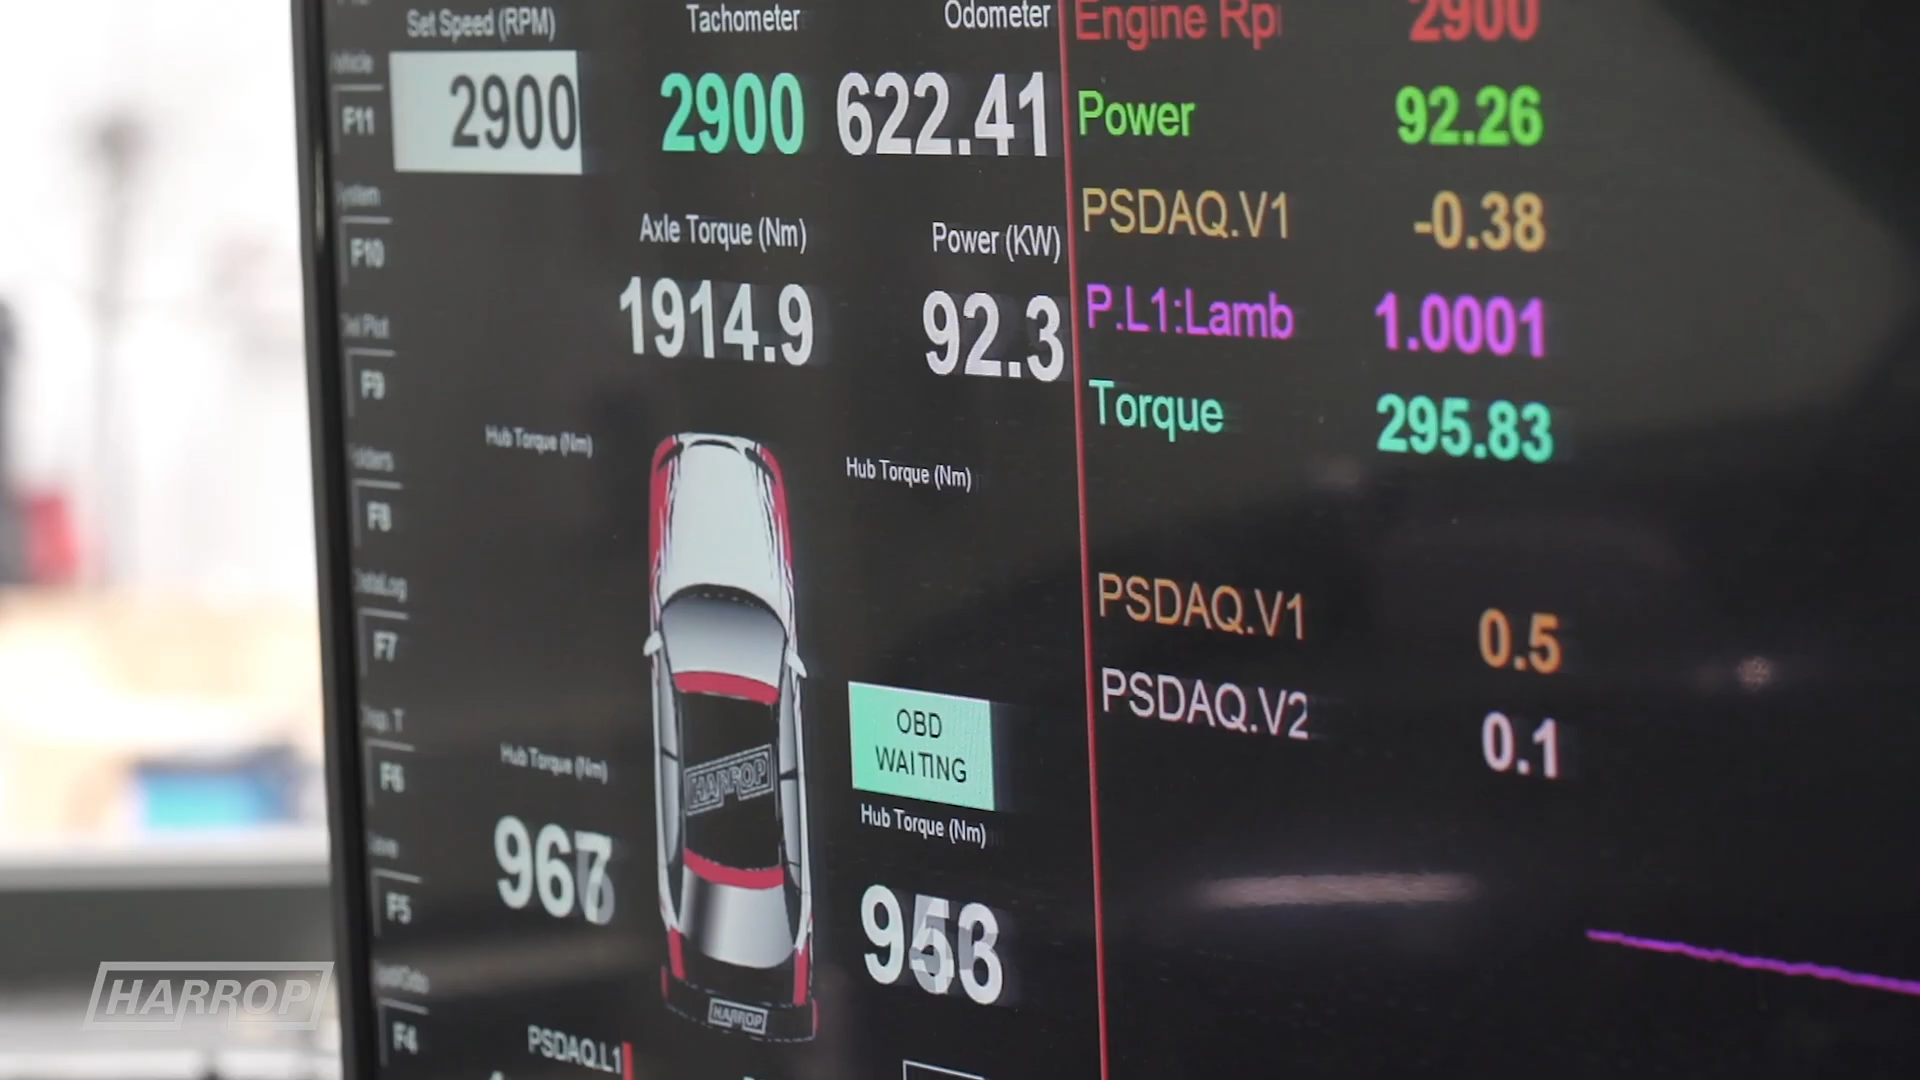 Set Speed (RPM)
Tachometer
Odometer
2900
2900
622.41
F11
F10
Axle Torque (Nm)
Power (KW)
1914.9
92.3
F9
Hub Torque (Nm)
Hub Torque (Nm)
F8
F7
OBD
WAITING
HARROP
Hub Torque (Nm)
Hub Torque (Nm)
F6
967
F5
HARROP
F4
PSDAQ.L1
Engine Rp
2900
Power
92.26
PSDAQ.V1
-0.38
P.L1:Lamb
1.0001
Torque
295.83
PSDAQ.V1
0.5
PSDAQ.V2
0.1
HARROP